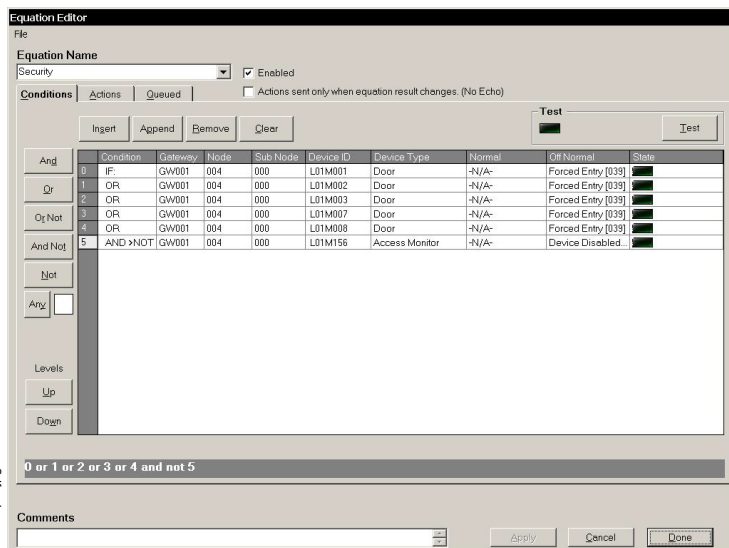 Equation Editor
File
Equation Name
Security
Enabled
Conditions Actions Queued
Actions sent only when equation result changes. (No Echo)
Insert Append Remove Clear
Test
Test
And
Or
Or Not
And Not
Not
Any
Levels
Up
Down
Condition Gateway Node Sub Node Device ID Device Type Normal Off Normal State
0 IF: GW001 004 000 L01M001 Door -N/A- Forced Entry [039]
1 OR GW001 004 000 L01M002 Door -N/A- Forced Entry [039]
2 OR GW001 004 000 L01M003 Door -N/A- Forced Entry [039]
3 OR GW001 004 000 L01M007 Door -N/A- Forced Entry [039]
4 OR GW001 004 000 L01M008 Door -N/A- Forced Entry [039]
5 AND >NOT GW001 004 000 L01M156 Access Monitor -N/A- Device Disabled...
0 or 1 or 2 or 3 or 4 and not 5
Comments
Apply Cancel Done